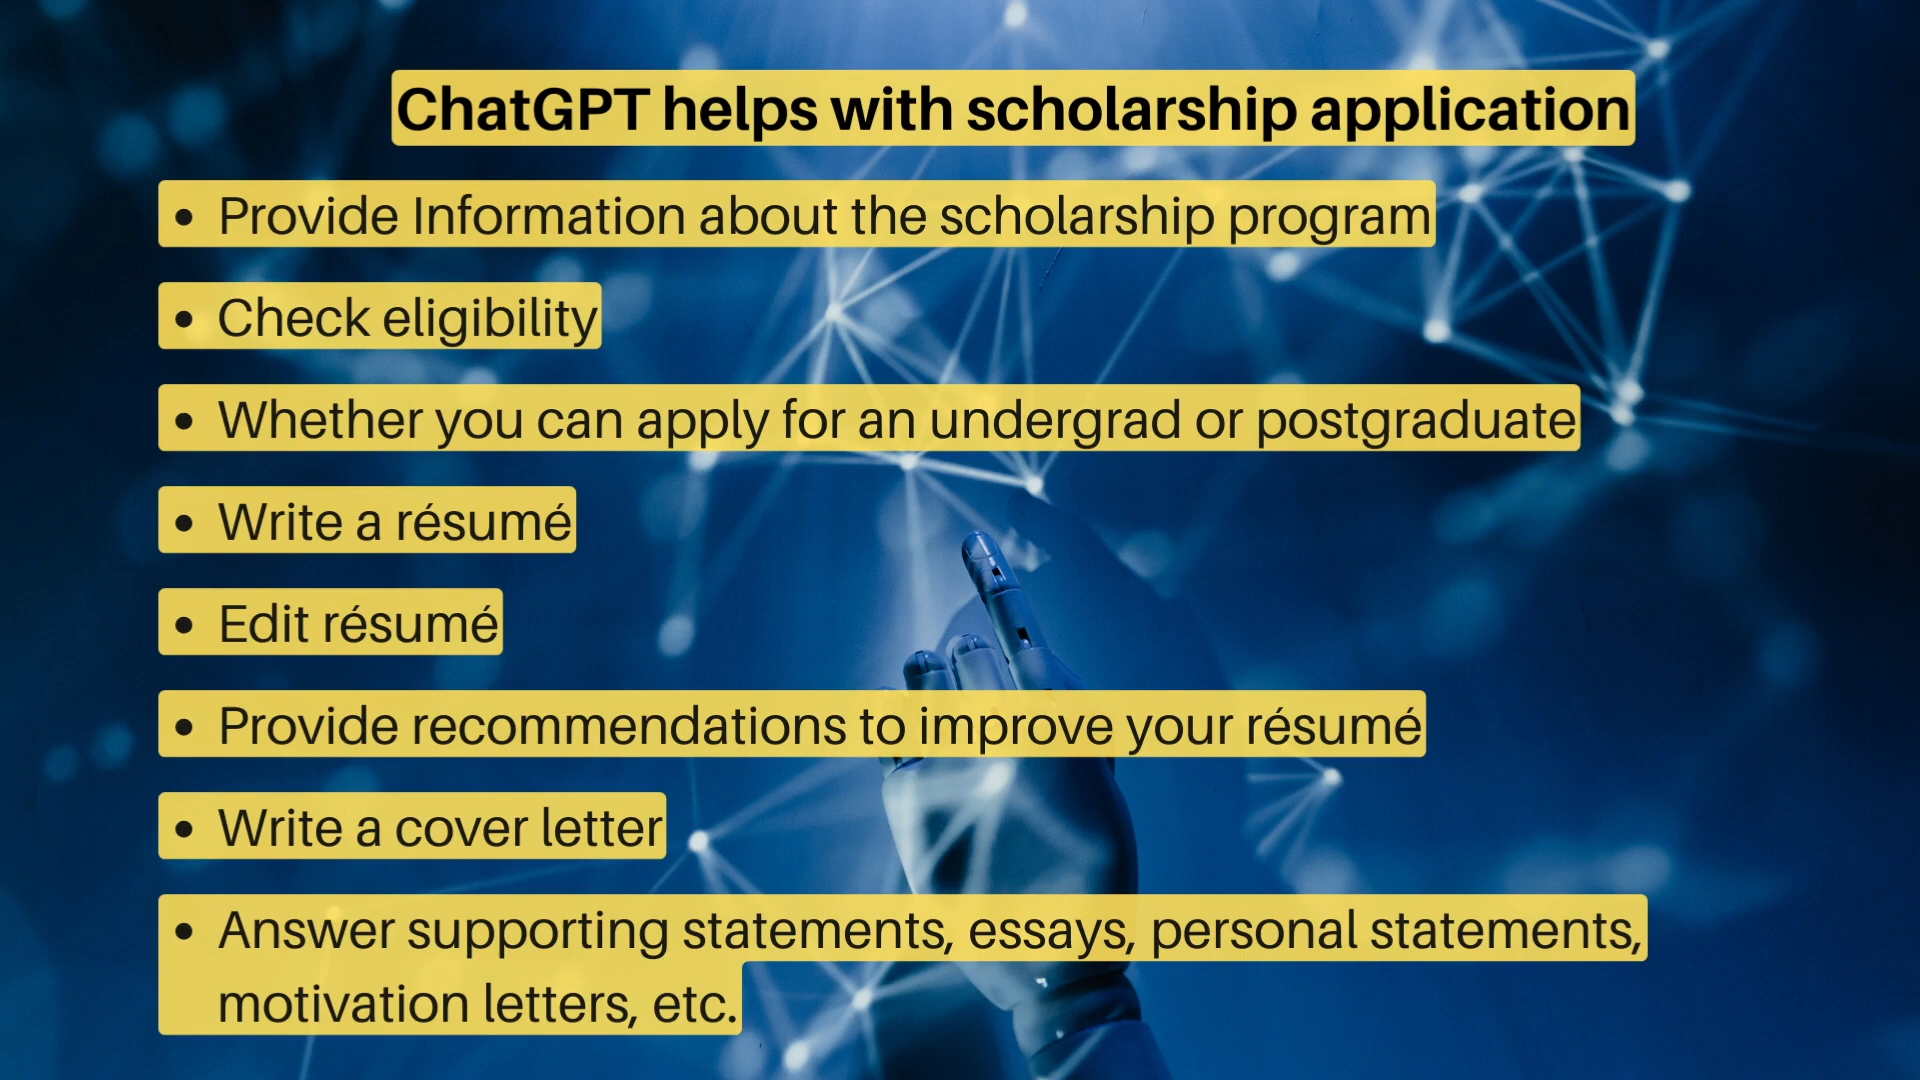 ChatGPT helps with scholarship application
• Provide Information about the scholarship program
• Check eligibility
• Whether you can apply for an undergrad or postgraduate
• Write a résumé
• Edit résumé
• Provide recommendations to improve your résumé
• Write a cover letter
• Answer supporting statements, essays, personal statements,
motivation letters, etc.